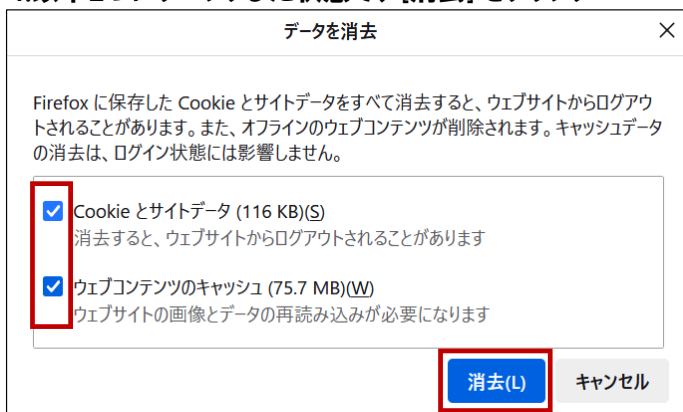 データを消去
Firefox に保存した Cookie とサイトデータをすべて消去すると、ウェブサイトからログアウ
トされることがあります。また、オフラインのウェブコンテンツが削除されます。キャッシュデータ
の消去は、ログイン状態には影響しません。
Cookie とサイトデータ (116 KB)(S)
消去すると、ウェブサイトからログアウトされることがあります
ウェブコンテンツのキャッシュ (75.7 MB)(W)
ウェブサイトの画像とデータの再読み込みが必要になります
消去(L) キャンセル